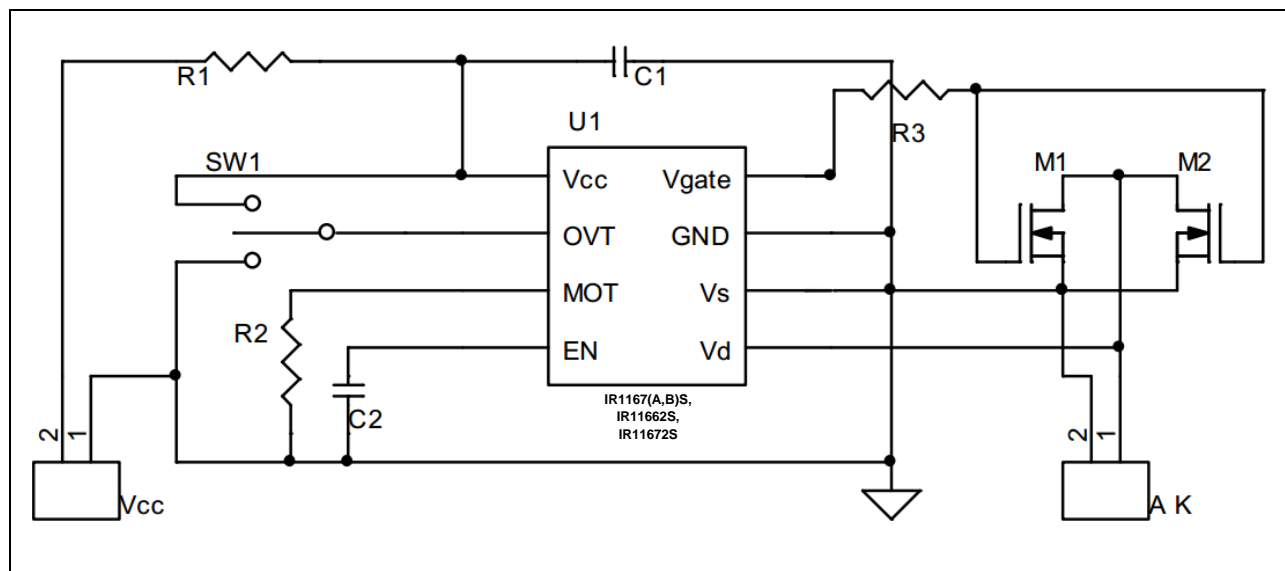 R1
C1
R3
U1
SW1
M1
M2
Vcc
Vgate
OVT
GND
MOT
Vs
R2
EN
Vd
C2
IR1167(A,B)S,
IR11662S,
IR11672S
2
1
2
1
Vcc
A K